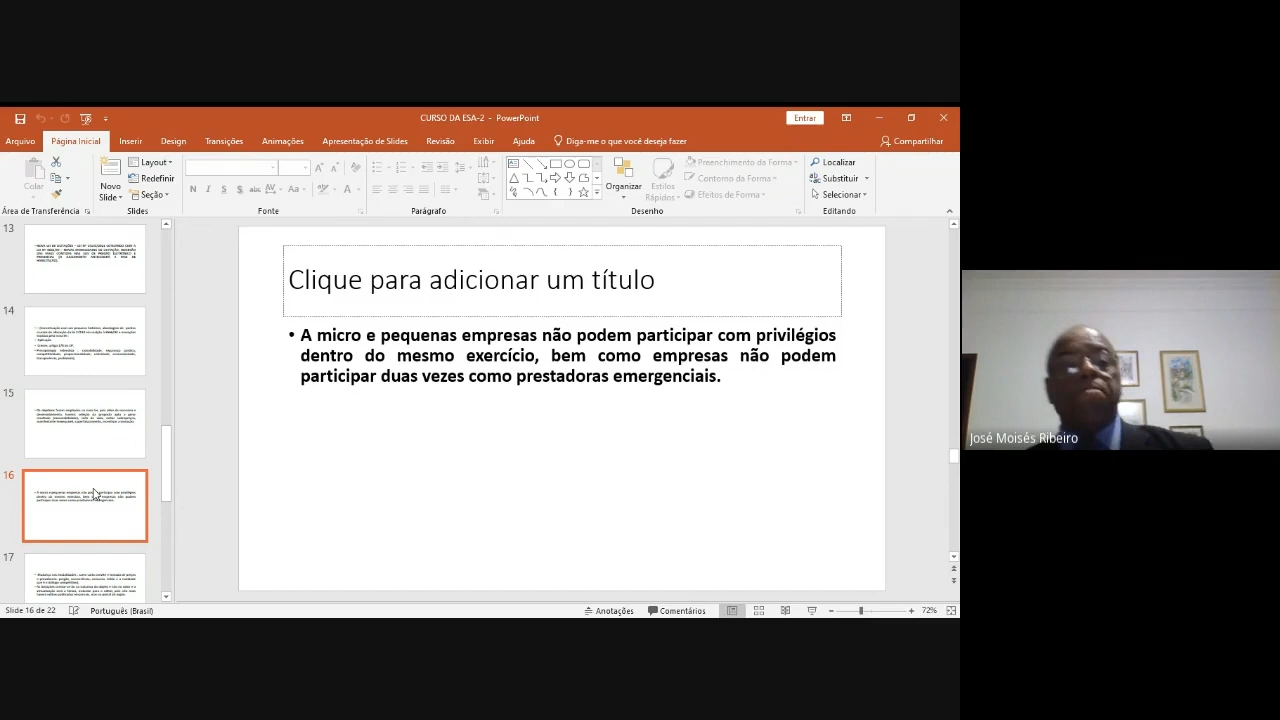 CURSO DA ESA-2 - PowerPoint
Entrar
Arquivo Página Inicial Inserir Design Transições Animações Apresentação de Slides Revisão Exibir Ajuda Diga-me o que você deseja fazer Compartilhar
Colar
Novo Slide
Layout
Redefinir
Seção
N I S S abc AV Aa A
Organizar
Estilos Rápidos
Preenchimento da Forma
Contorno da Forma
Efeitos de Forma
Localizar
Substituir
Selecionar
Área de Transferência Slides Fonte Parágrafo Desenho Editando
13
14
15
16
17
Clique para adicionar um título
• A micro e pequenas empresas não podem participar com privilégios
dentro do mesmo exercício, bem como empresas não podem
participar duas vezes como prestadoras emergenciais.
José Moisés Ribeiro
Slide 16 de 22 Português (Brasil) Anotações Comentários 72%